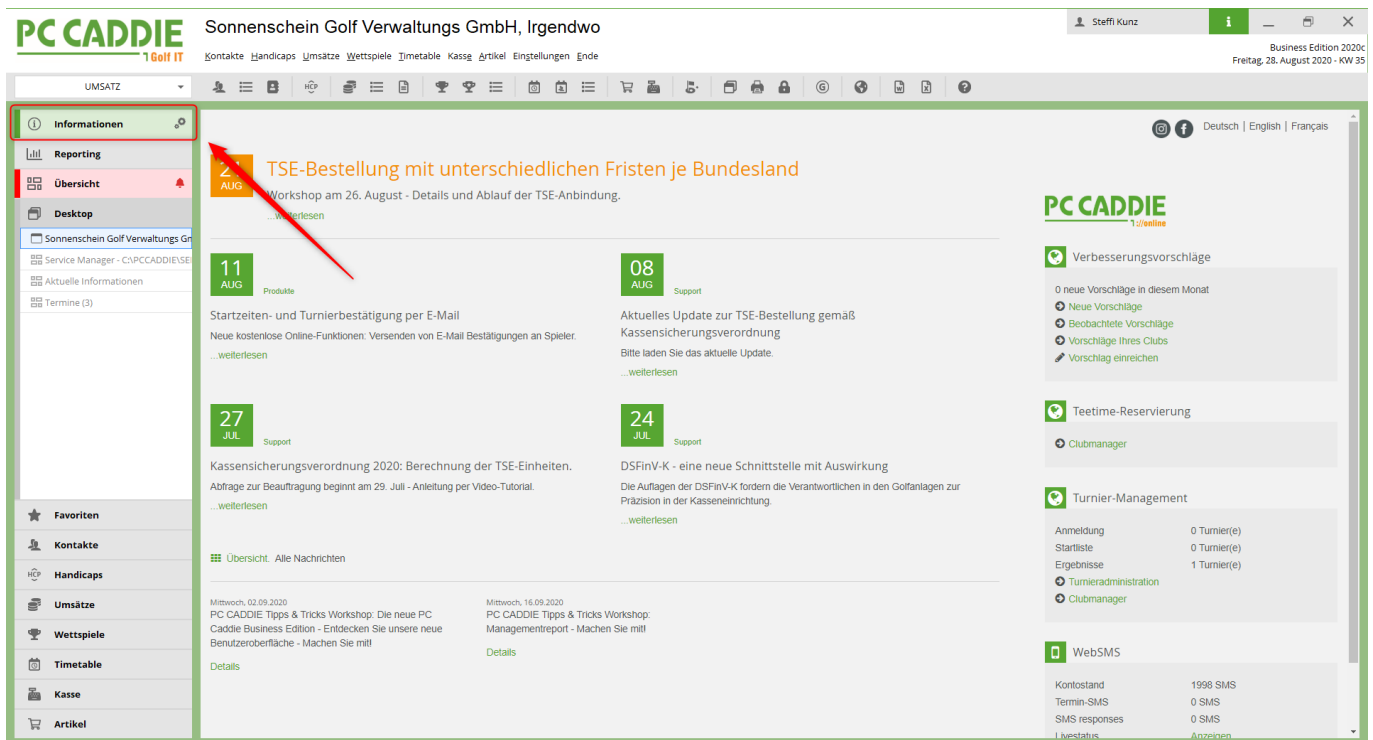 PC CADDIE
Golf IT
Sonnenschein Golf Verwaltungs GmbH, Irgendwo
Kontakte Handicaps Umsätze Wettspiele Timetable Kasse Artikel Einstellungen Ende
Steffi Kunz
i
Business Edition 2020c
Freitag, 28. August 2020 - KW 35
UMSATZ
HCP
G
W
X
?
Informationen
Reporting
Übersicht
Desktop
Sonnenschein Golf Verwaltungs Gm
Service Manager - C:\PCCADDIE\SE
Aktuelle Informationen
Termine (3)
Favoriten
Kontakte
HCP Handicaps
Umsätze
Wettspiele
Timetable
Kasse
Artikel
Deutsch | English | Français
AUG
TSE-Bestellung mit unterschiedlichen Fristen je Bundesland
Workshop am 26. August - Details und Ablauf der TSE-Anbindung.
...weiterlesen
11
AUG
Produkte
Startzeiten- und Turnierbestätigung per E-Mail
Neue kostenlose Online-Funktionen: Versenden von E-Mail Bestätigungen an Spieler.
...weiterlesen
08
AUG
Support
Aktuelles Update zur TSE-Bestellung gemäß
Kassensicherungsverordnung
Bitte laden Sie das aktuelle Update.
...weiterlesen
27
JUL
Support
Kassensicherungsverordnung 2020: Berechnung der TSE-Einheiten.
Abfrage zur Beauftragung beginnt am 29. Juli - Anleitung per Video-Tutorial.
...weiterlesen
24
JUL
Support
DSFinV-K - eine neue Schnittstelle mit Auswirkung
Die Auflagen der DSFinV-K fordern die Verantwortlichen in den Golfanlagen zur
Präzision in der Kasseneinrichtung.
...weiterlesen
Übersicht. Alle Nachrichten
Mittwoch, 02.09.2020
PC CADDIE Tipps & Tricks Workshop: Die neue PC
Caddie Business Edition - Entdecken Sie unsere neue
Benutzeroberfläche - Machen Sie mit!
Details
Mittwoch, 16.09.2020
PC CADDIE Tipps & Tricks Workshop:
Managementreport - Machen Sie mit!
Details
PC CADDIE
://online
Verbesserungsvorschläge
0 neue Vorschläge in diesem Monat
Neue Vorschläge
Beobachtete Vorschläge
Vorschläge Ihres Clubs
Vorschlag einreichen
Teetime-Reservierung
Clubmanager
Turnier-Management
Anmeldung 0 Turnier(e)
Startliste 0 Turnier(e)
Ergebnisse 1 Turnier(e)
Turnieradministration
Clubmanager
WebSMS
Kontostand 1998 SMS
Termin-SMS 0 SMS
SMS responses 0 SMS
Livestatus Anzeigen